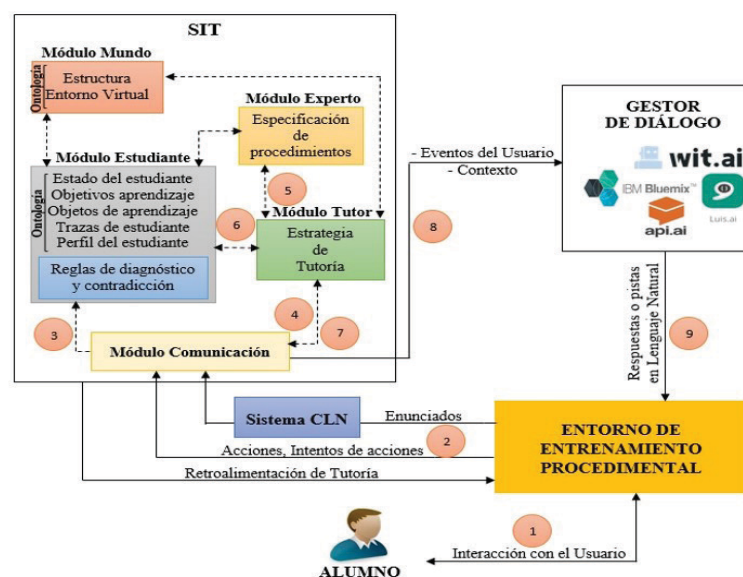 SIT
Módulo Mundo
Ontología
Estructura
Entorno Virtual
Módulo Experto
Especificación
de
procedimientos
Módulo Estudiante
Ontología
Estado del estudiante
Objetivos aprendizaje
Objetos de aprendizaje
Trazas de estudiante
Perfil del estudiante
Reglas de diagnóstico
y contradicción
5
6
Módulo Tutor
Estrategia
de
Tutoría
3
4
7
Módulo Comunicación
- Eventos del Usuario
- Contexto
8
GESTOR
DE DIÁLOGO
wit.ai
IBM Bluemix™
Luis.ai
api.ai
Respuestas o pistas
en Lenguaje Natural
9
Sistema CLN
Enunciados
2
Acciones, Intentos de acciones
Retroalimentación de Tutoría
ENTORNO DE
ENTRENAMIENTO
PROCEDIMENTAL
1
Interacción con el Usuario
ALUMNO